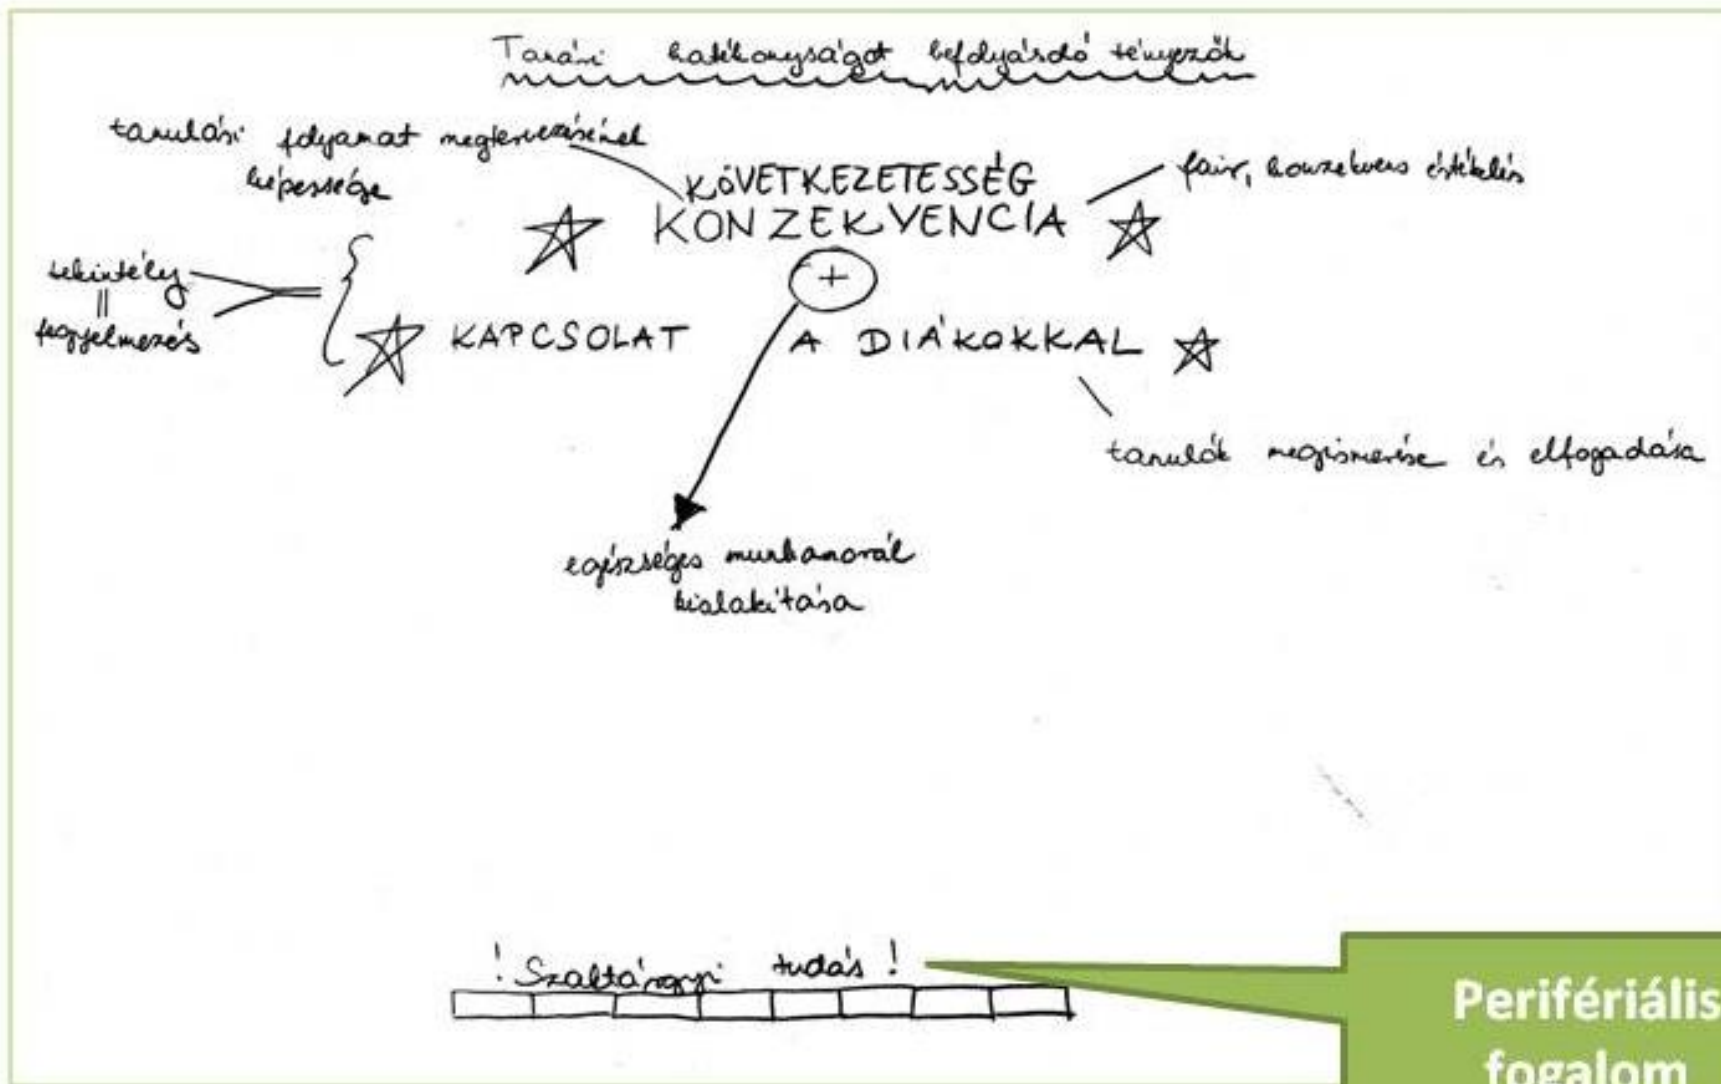 Tanári hatékonyságot befolyásoló tényezők
tanulási folyamat megtervezésének
képessége
KÖVETKEZETESSÉG
KONZEKVENCIA
fair, konzekvens értékelés
tekintély
||
fegyelmezés
+
KAPCSOLAT A DIÁKOKKAL
tanulók megismerése és elfogadása
egészséges munkamorál
kialakítása
! Szaktárgyi tudás !
Perifériális
fogalom